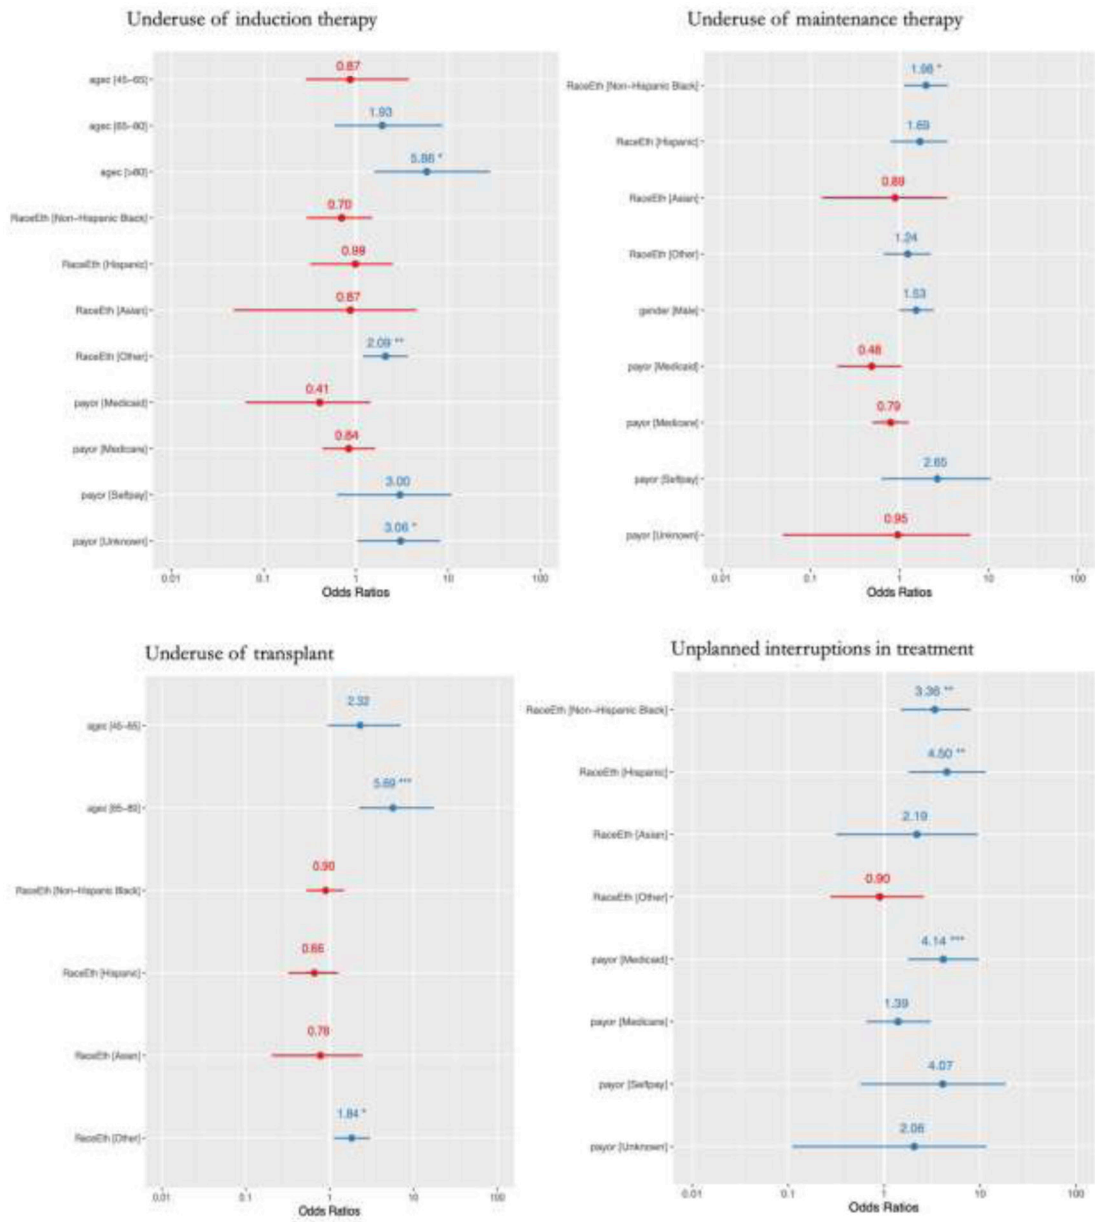 Underuse of induction therapy
agec [45-65]
0.87
agec [65-80]
1.93
agec [>80]
5.86 *
RaceEth [Non-Hispanic Black]
0.70
RaceEth [Hispanic]
0.98
RaceEth [Asian]
0.87
RaceEth [Other]
2.09 **
payor [Medicaid]
0.41
payor [Medicare]
0.84
payor [Selfpay]
3.00
payor [Unknown]
3.06 *
0.01 0.1 1 10 100
Odds Ratios
Underuse of maintenance therapy
RaceEth [Non-Hispanic Black]
1.98 *
RaceEth [Hispanic]
1.69
RaceEth [Asian]
0.89
RaceEth [Other]
1.24
gender [Male]
1.53
payor [Medicaid]
0.48
payor [Medicare]
0.79
payor [Selfpay]
2.65
payor [Unknown]
0.95
0.01 0.1 1 10 100
Odds Ratios
Underuse of transplant
2.32
5.69 ***
RaceEth [Non-Hispanic Black]
0.90
RaceEth [Hispanic]
0.66
RaceEth [Asian]
0.78
RaceEth [Other]
1.84 *
0.01 0.1 1 10 100
Odds Ratios
Unplanned interruptions in treatment
RaceEth [Non-Hispanic Black]
3.36 **
RaceEth [Hispanic]
4.50 **
RaceEth [Asian]
2.19
RaceEth [Other]
0.90
payor [Medicaid]
4.14 ***
payor [Medicare]
1.39
payor [Selfpay]
4.07
payor [Unknown]
2.06
0.01 0.1 1 10 100
Odds Ratios